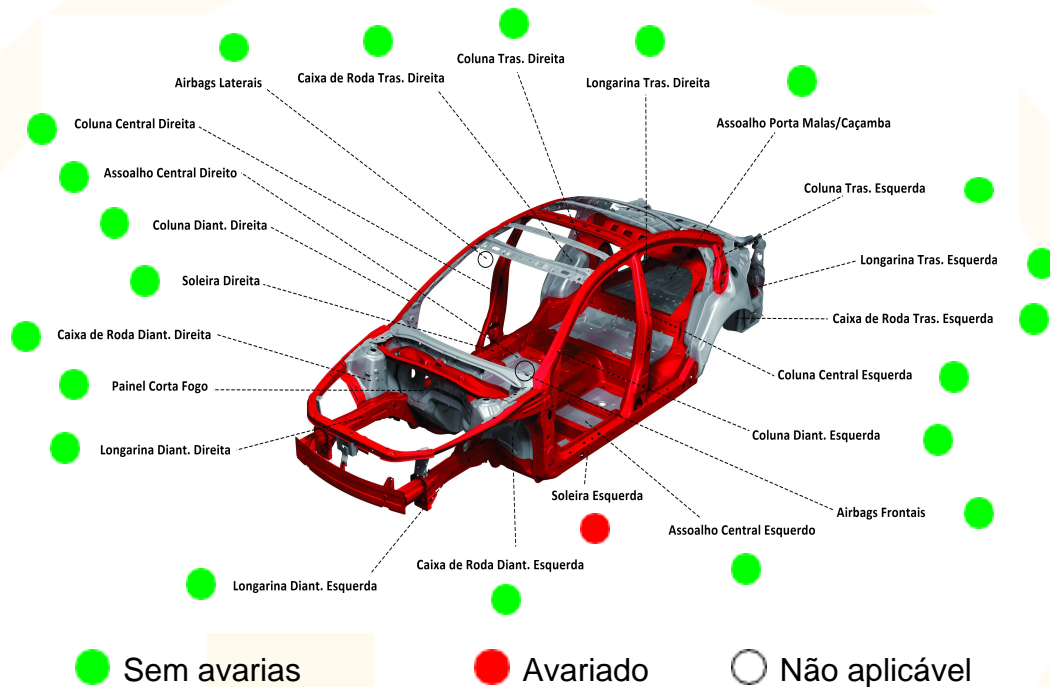 Coluna Tras. Direita
Caixa de Roda Tras. Direita
Airbags Laterais
Longarina Tras. Direita
Coluna Central Direita
Assoalho Porta Malas/Caçamba
Assoalho Central Direito
Coluna Tras. Esquerda
Coluna Diant. Direita
Longarina Tras. Esquerda
Soleira Direita
Caixa de Roda Tras. Esquerda
Caixa de Roda Diant. Direita
Coluna Central Esquerda
Painel Corta Fogo
Coluna Diant. Esquerda
Longarina Diant. Direita
Soleira Esquerda
Airbags Frontais
Assoalho Central Esquerdo
Caixa de Roda Diant. Esquerda
Longarina Diant. Esquerda
Sem avarias
Avariado
Não aplicável